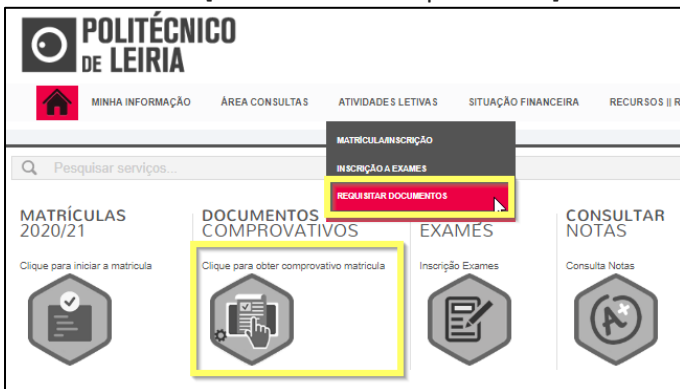 POLITÉCNICO
DE LEIRIA
MINHA INFORMAÇÃO ÁREA CONSULTAS ATIVIDADES LETIVAS SITUAÇÃO FINANCEIRA RECURSOS || R
MATRÍCULA/INSCRIÇÃO
Pesquisar serviços...
INSCRIÇÃO A EXAMES
REQUISITAR DOCUMENTOS
MATRÍCULAS
2020/21
Clique para iniciar a matricula
DOCUMENTOS
COMPROVATIVOS
Clique para obter comprovativo matricula
EXAMES
Inscrição Exames
CONSULTAR
NOTAS
Consulta Notas
A+